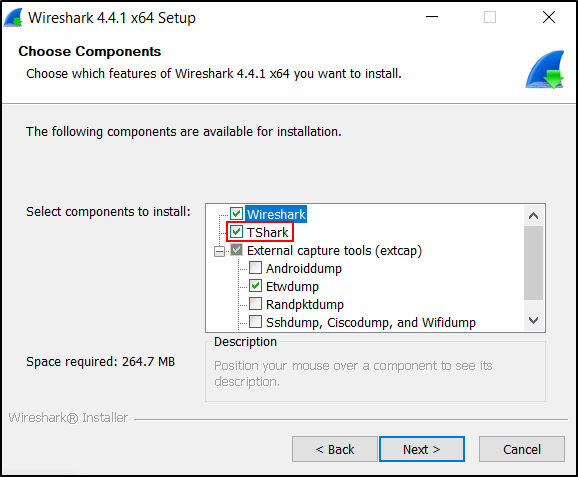 Wireshark 4.4.1 x64 Setup
Choose Components
Choose which features of Wireshark 4.4.1 x64 you want to install.
The following components are available for installation.
Select components to install:
Wireshark
TShark
External capture tools (extcap)
Androiddump
Etwdump
Randpktdump
Sshdump, Ciscodump, and Wifidump
Space required: 264.7 MB
Description
Position your mouse over a component to see its
description.
Wireshark® Installer
< Back
Next >
Cancel